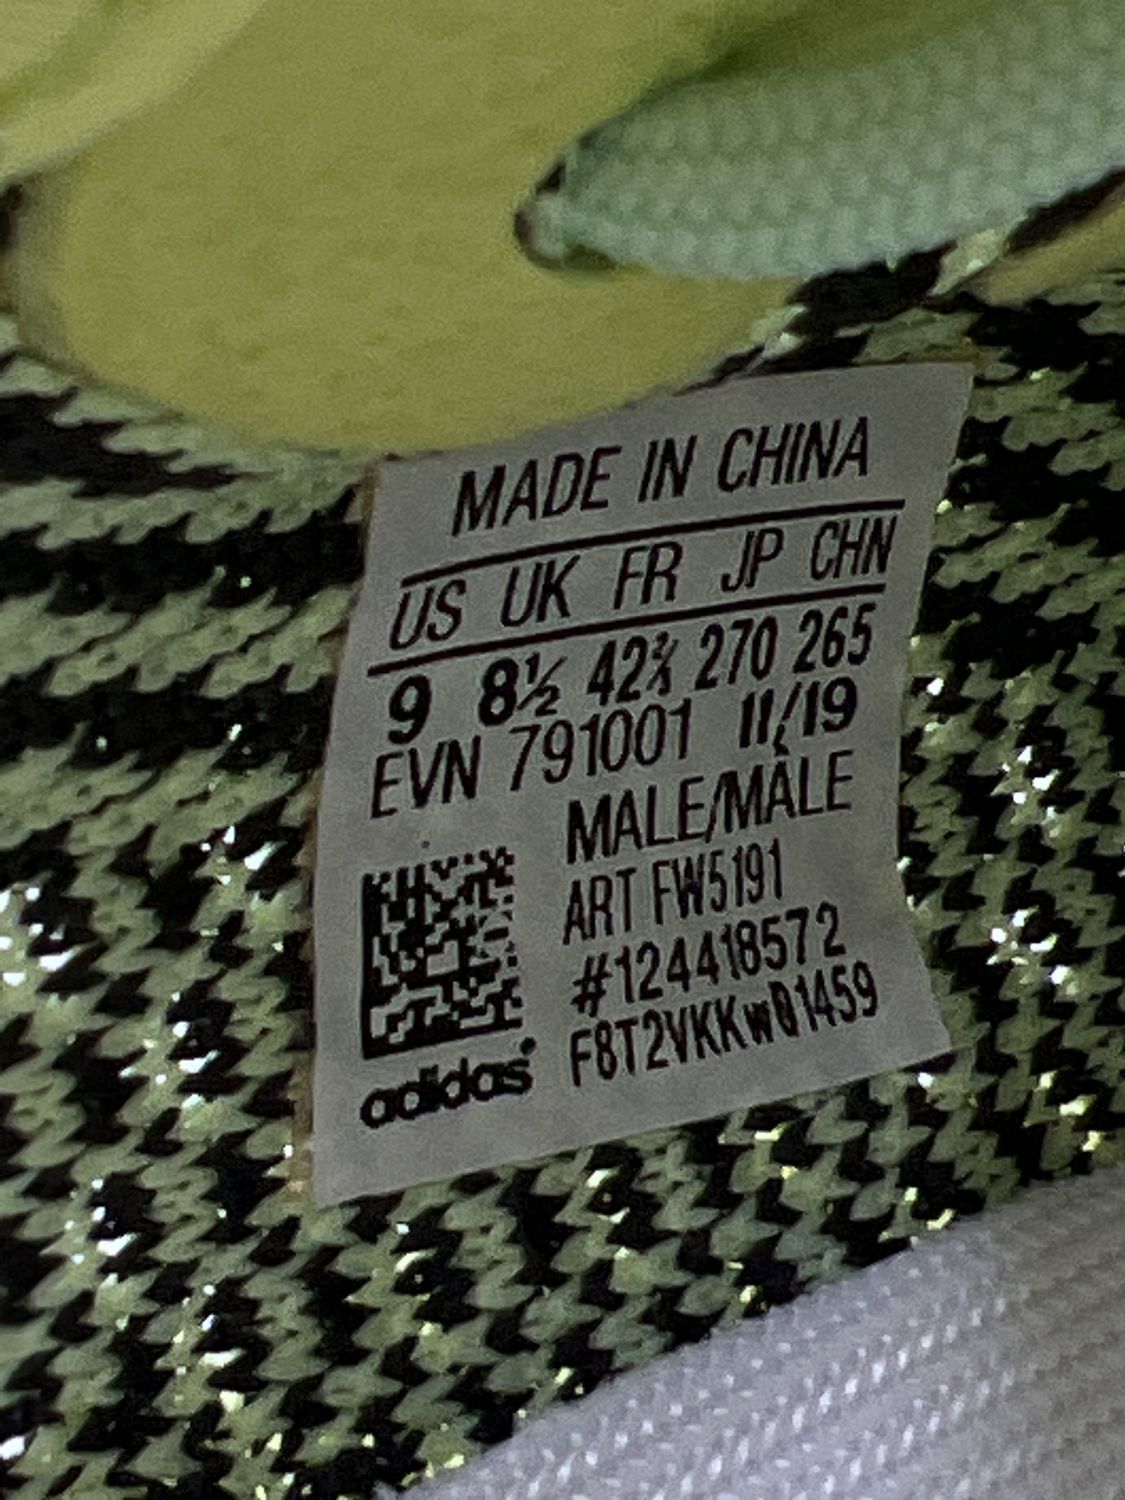 MADE IN CHINA
US UK FR JP CHN
9 8½ 42⅔ 270 265
EVN 791001 11/19
MALE/MÂLE
ART FW5191
#124418572
F8T2VKKW01459
adidas®